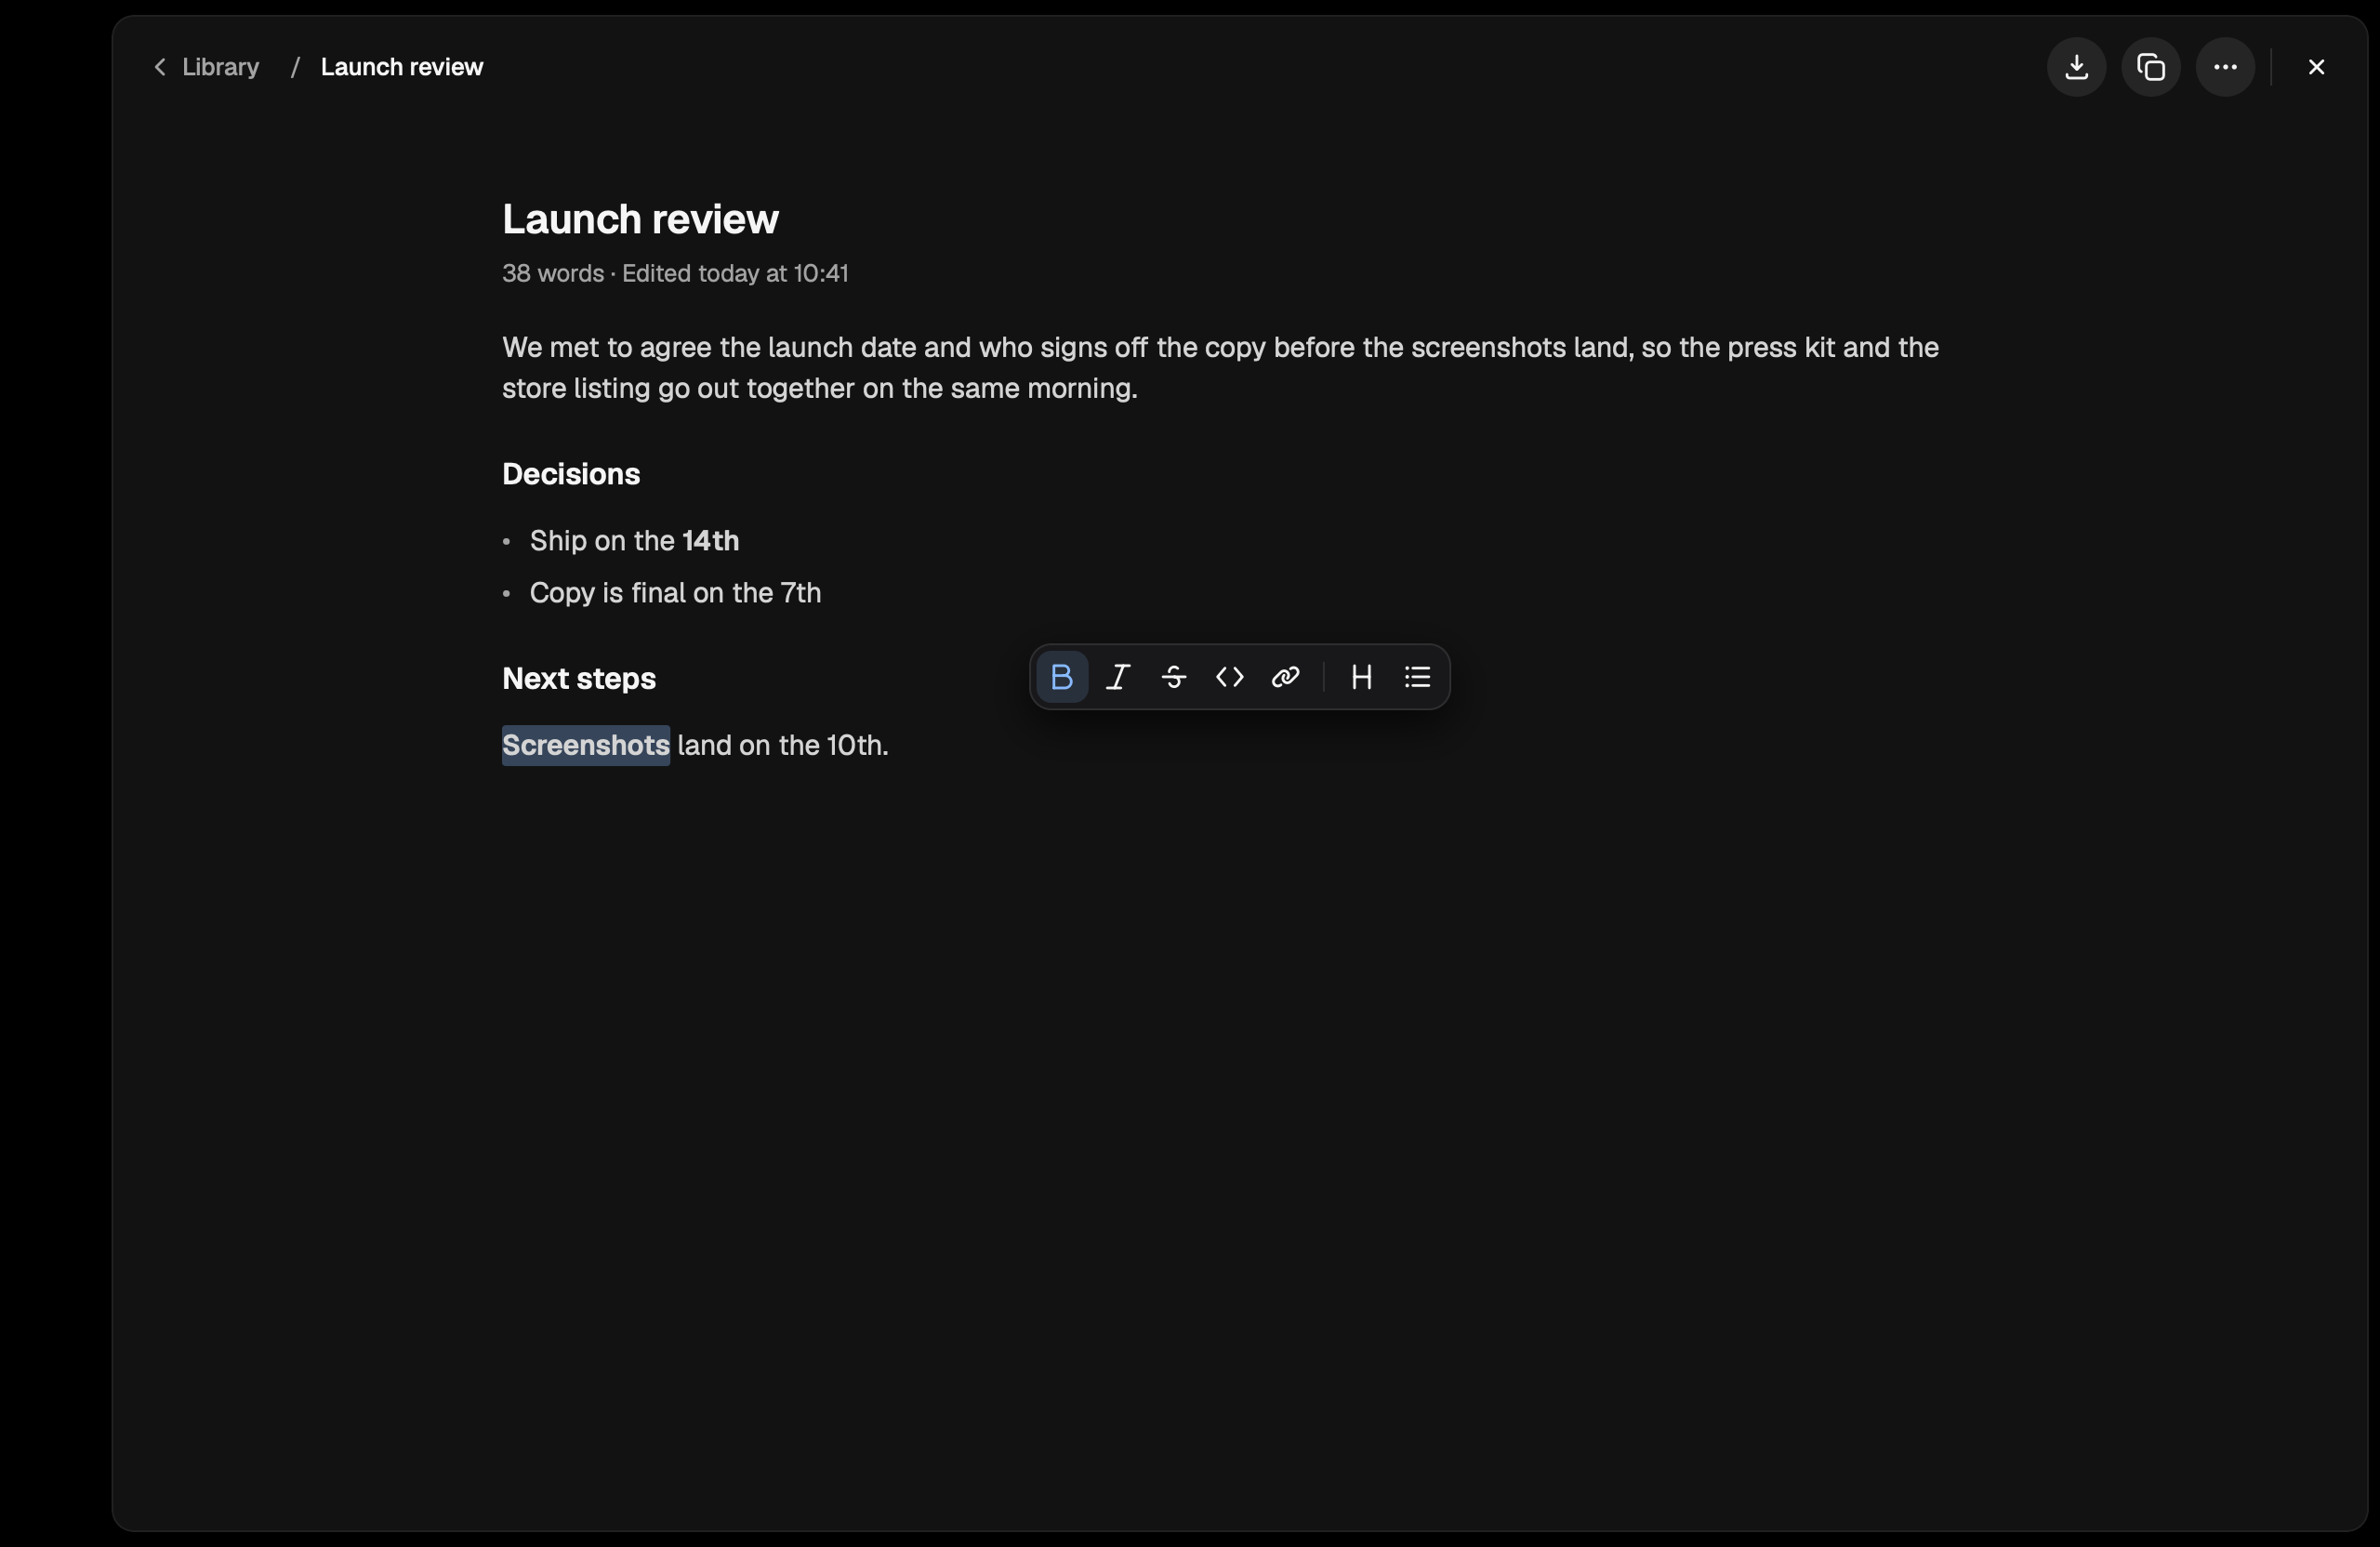 Library / Launch review
Launch review
38 words · Edited today at 10:41
We met to agree the launch date and who signs off the copy before the screenshots land, so the press kit and the
store listing go out together on the same morning.
Decisions
• Ship on the 14th
• Copy is final on the 7th
Next steps
B I S H
Screenshots land on the 10th.